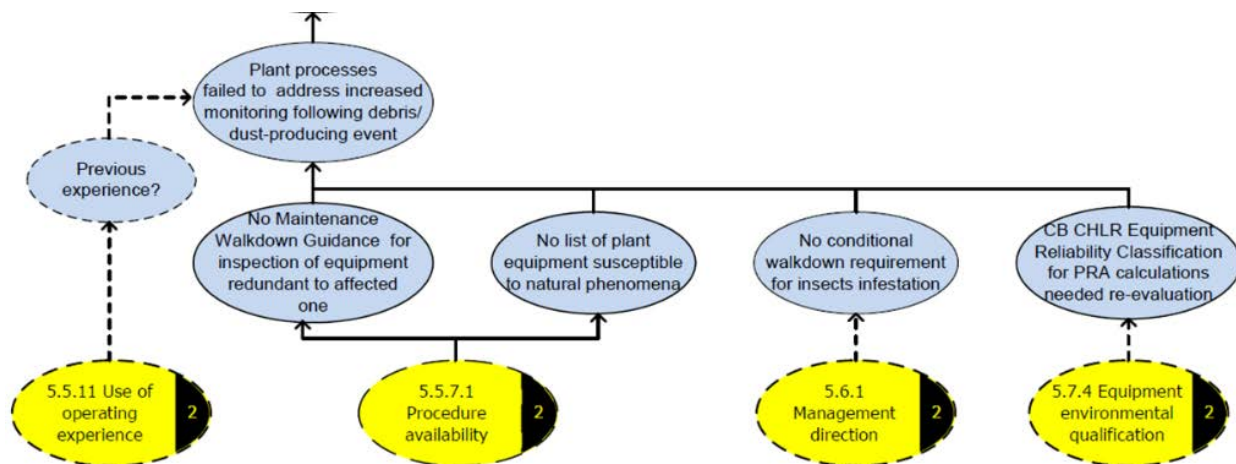 Plant processes
failed to address increased
monitoring following debris/
dust-producing event
Previous
experience?
No Maintenance
Walkdown Guidance for
inspection of equipment
redundant to affected
one
No list of plant
equipment susceptible
to natural phenomena
No conditional
walkdown requirement
for insects infestation
CB CHLR Equipment
Reliability Classification
for PRA calculations
needed re-evaluation
5.5.11 Use of
operating
experience
2
5.5.7.1
Procedure
availability
2
5.6.1
Management
direction
2
5.7.4 Equipment
environmental
qualification
2